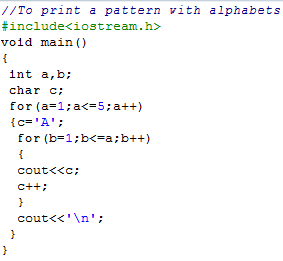 //To print a pattern with alphabets
#include<iostream.h>
void main()
{
int a,b;
char c;
for(a=1;a<=5;a++)
{c='A';
for(b=1;b<=a;b++)
{
cout<<c;
c++;
}
cout<<'\n';
}
}